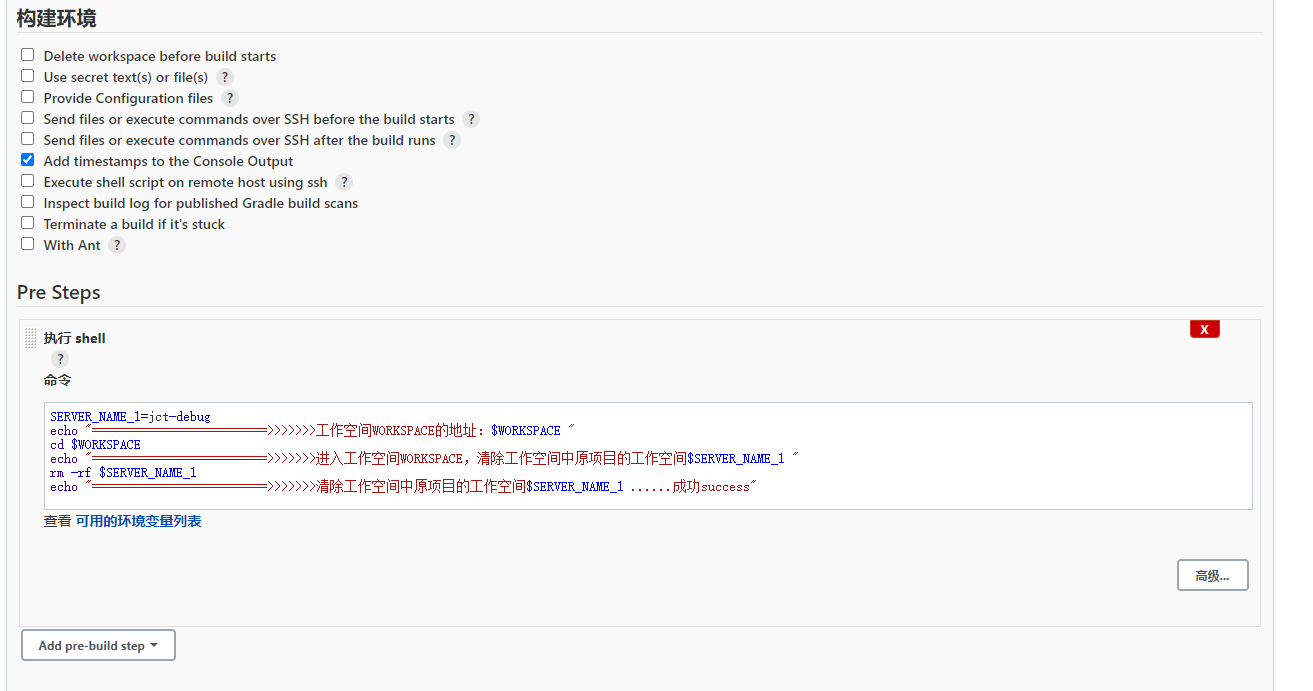 构建环境
Delete workspace before build starts
Use secret text(s) or file(s) ?
Provide Configuration files ?
Send files or execute commands over SSH before the build starts ?
Send files or execute commands over SSH after the build runs ?
Add timestamps to the Console Output
Execute shell script on remote host using ssh ?
Inspect build log for published Gradle build scans
Terminate a build if it's stuck
With Ant ?
Pre Steps
执行 shell
X
?
命令
SERVER_NAME_1=jct-debug
echo "=========================>>>>>>>工作空间WORKSPACE的地址：$WORKSPACE "
cd $WORKSPACE
echo "=========================>>>>>>>进入工作空间WORKSPACE，清除工作空间中原项目的工作空间$SERVER_NAME_1 "
rm -rf $SERVER_NAME_1
echo "=========================>>>>>>>清除工作空间中原项目的工作空间$SERVER_NAME_1 ......成功success"
查看 可用的环境变量列表
高级...
Add pre-build step